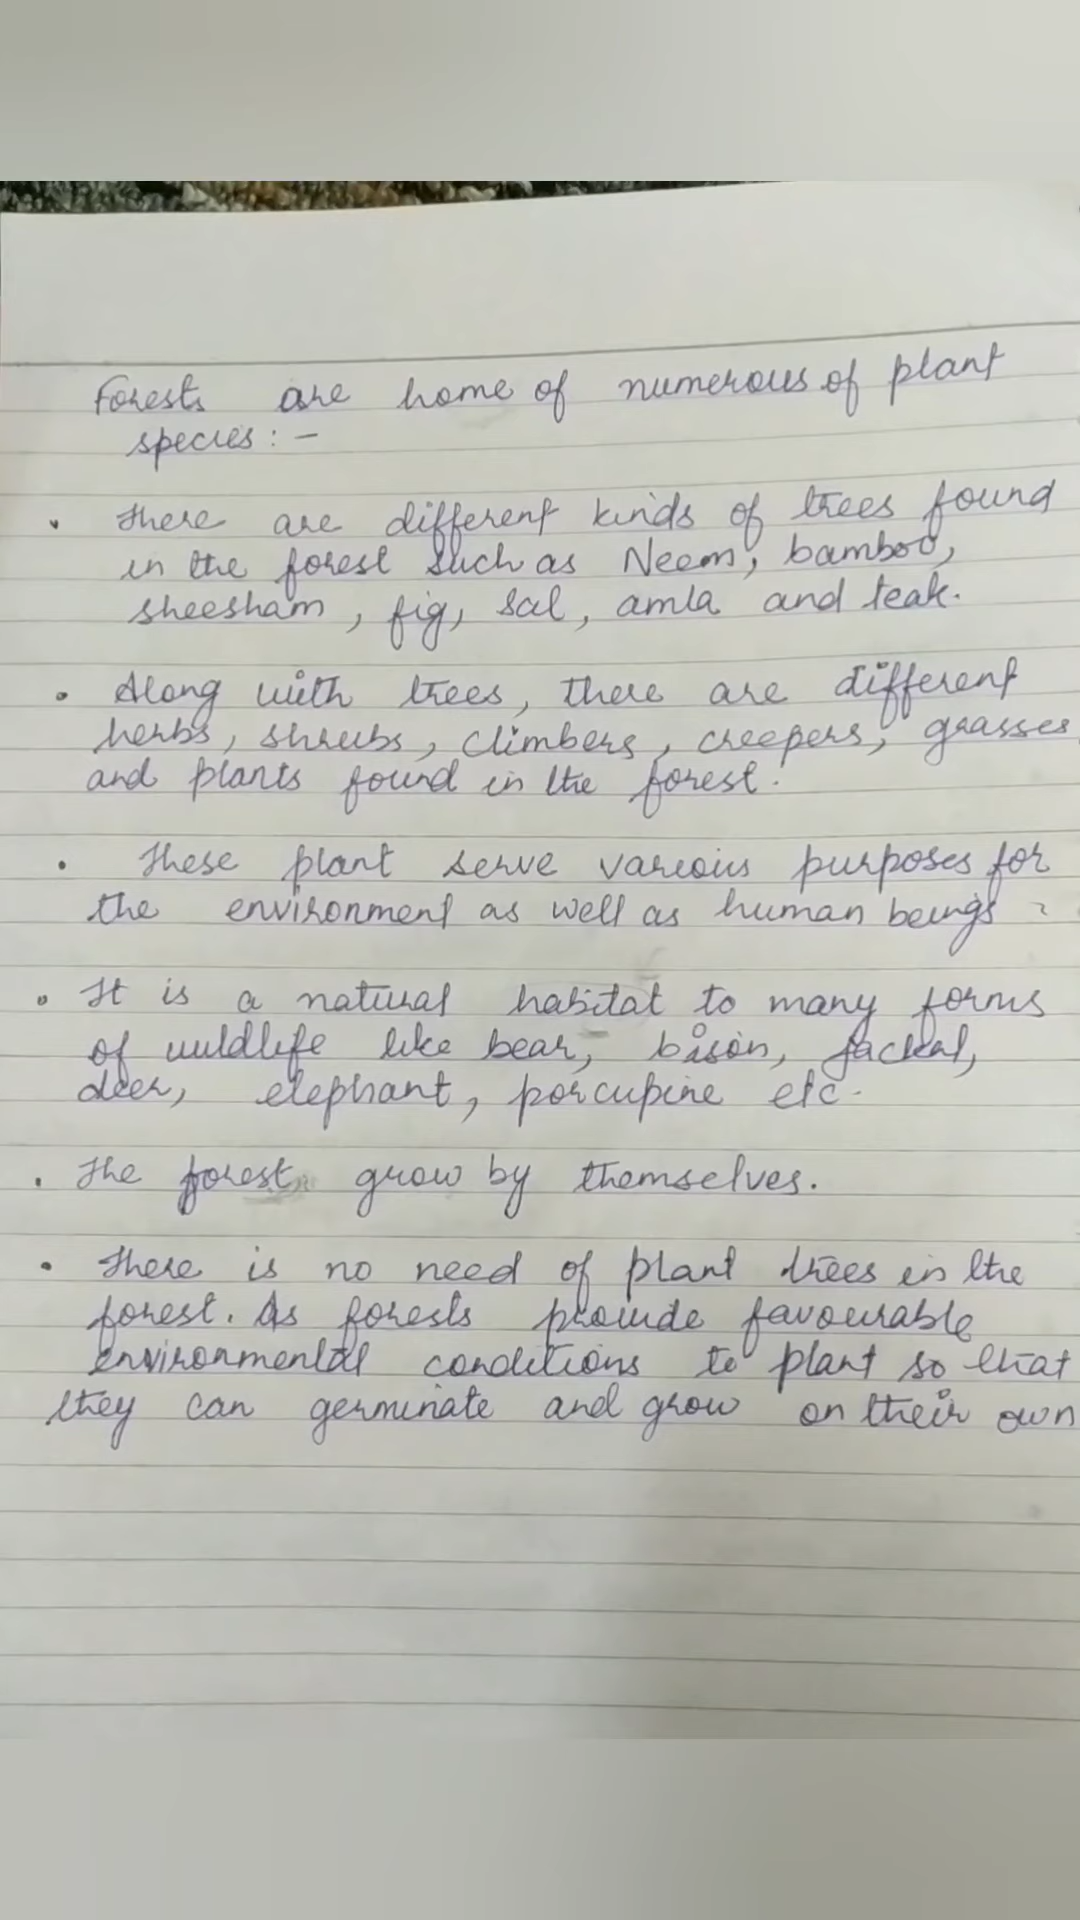 Forests are home of numerous of plant
species:-
• There are different kinds of trees found
in the forest such as Neem, bamboo,
sheesham, fig, sal, amla and teak.
• Along with trees, there are different
herbs, shrubs, climbers, creepers, grasses
and plants found in the forest.
• These plant serve various purposes for
the environment as well as human beings
• It is a natural habitat to many forms
of wildlife like bear, bison, jackal,
deer, elephant, porcupine etc.
• The forest grow by themselves.
• There is no need of plant trees in the
forest. As forests provide favourable
environmental conditions to plant so that
they can germinate and grow on their own